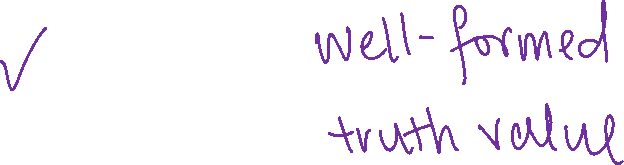 ✓ well-formed
truth value